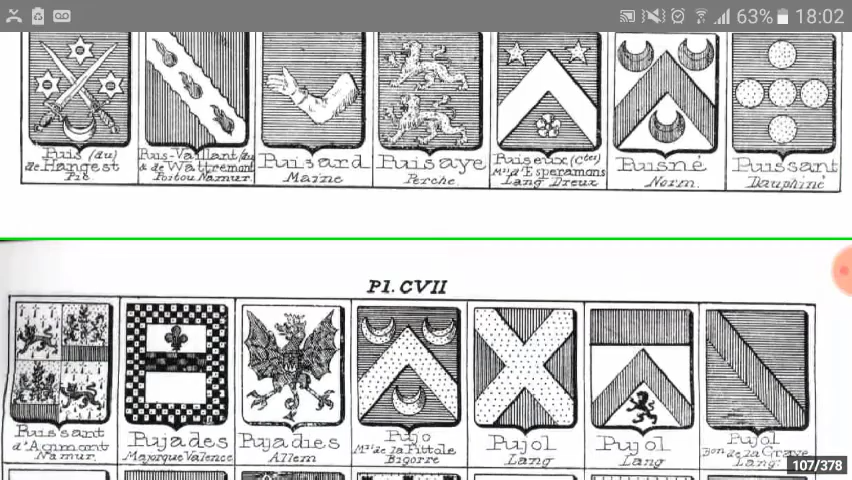 63% 18:02
Puis (du)
de Hangest
Pic.
Puis-Vaillant (du)
& de Wattremont
Poitou Namur.
Puisard
Maine
Puisaye
Perche.
Puiseux (Ctes)
Mis d'Esperamons
Lang Dreux
Puisné
Norm.
Puissant
Dauphiné
Pl. CVII
Puissant
d'Agimont
Namur.
Pujades
Majorque Valence
Pujadies
Allem
Pujo
Mis de la Fittole
Bigorre
Pujol
Lang
Pujol
Lang
Pujol
Bon de la Grave
Lang.
107/378